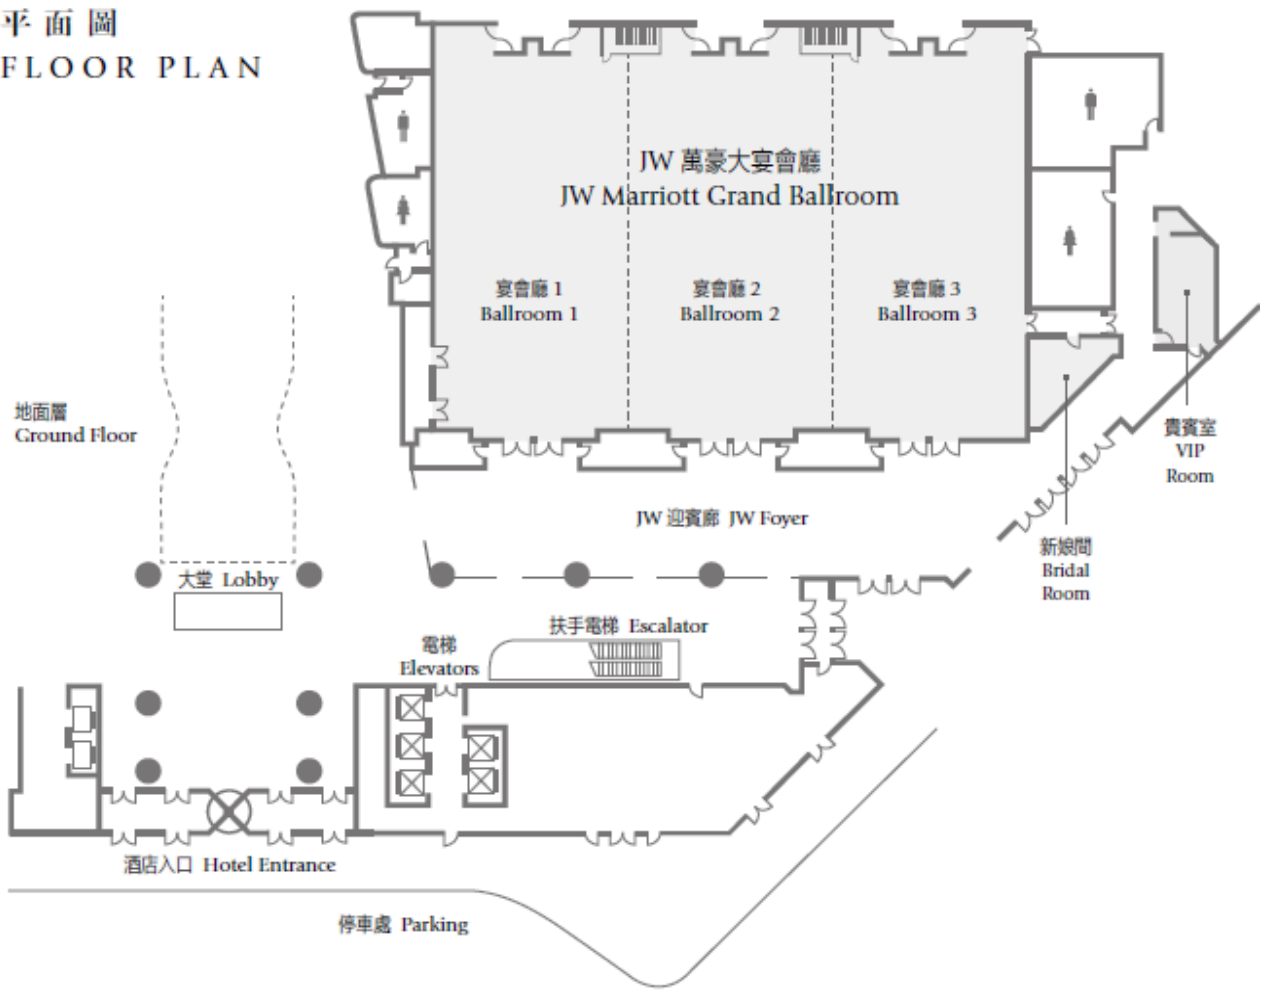 平面圖
FLOOR PLAN
JW 萬豪大宴會廳
JW Marriott Grand Ballroom
宴會廳 1
Ballroom 1
宴會廳 2
Ballroom 2
宴會廳 3
Ballroom 3
地面層
Ground Floor
貴賓室
VIP
Room
JW 迎賓廊 JW Foyer
新娘間
Bridal
Room
大堂 Lobby
扶手電梯 Escalator
電梯
Elevators
酒店入口 Hotel Entrance
停車處 Parking